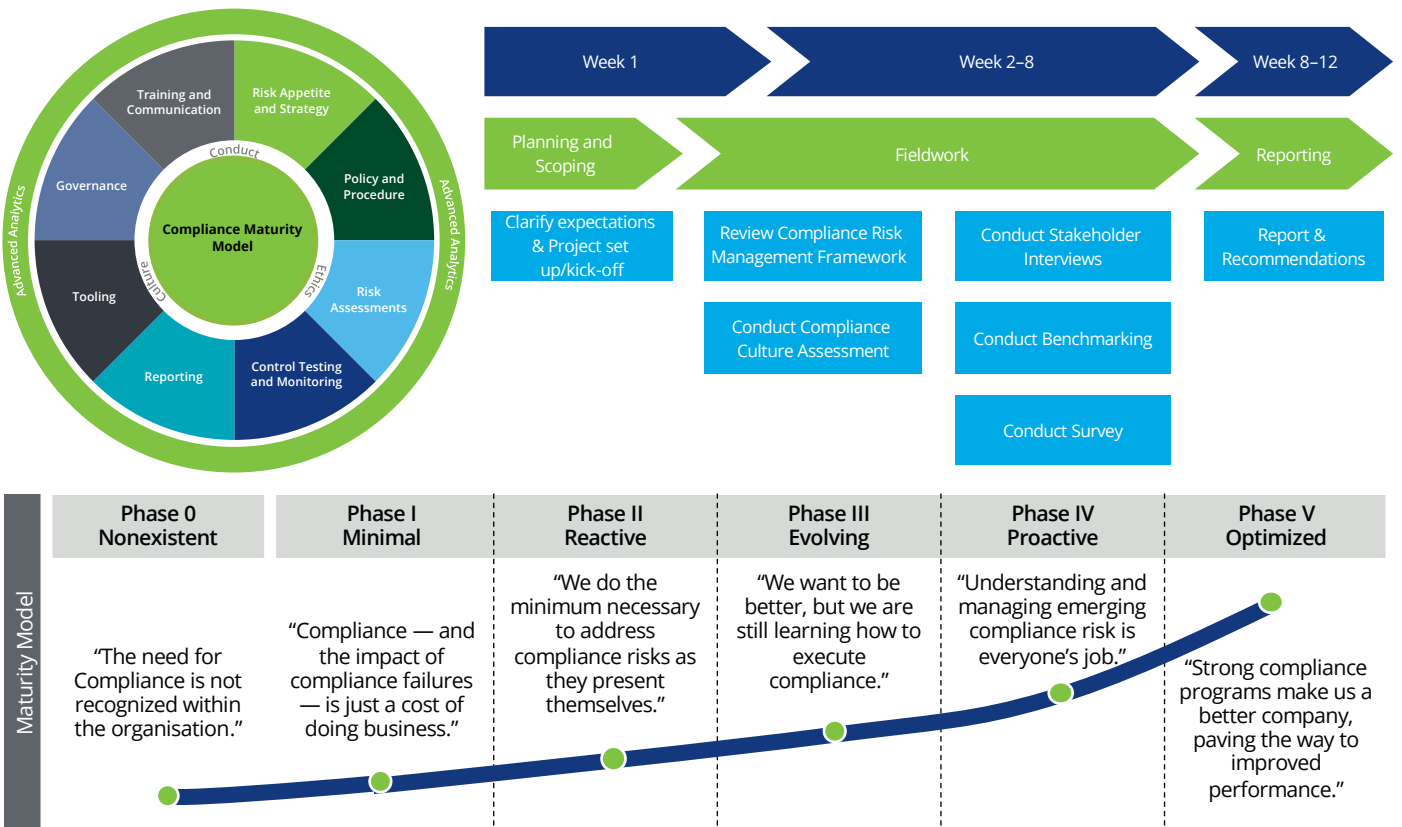 Advanced Analytics
Advanced Analytics
Training and
Communication
Risk Appetite
and Strategy
Governance
Policy and
Procedure
Conduct
Compliance Maturity
Model
Culture
Ethics
Tooling
Risk
Assessments
Reporting
Control Testing
and Monitoring
Week 1
Week 2–8
Week 8–12
Planning and
Scoping
Fieldwork
Reporting
Clarify expectations
& Project set
up/kick-off
Review Compliance Risk
Management Framework
Conduct Stakeholder
Interviews
Report &
Recommendations
Conduct Compliance
Culture Assessment
Conduct Benchmarking
Conduct Survey
Maturity Model
Phase 0
Nonexistent
“The need for
Compliance is not
recognized within
the organisation.”
Phase I
Minimal
“Compliance — and
the impact of
compliance failures
— is just a cost of
doing business.”
Phase II
Reactive
“We do the
minimum necessary
to address
compliance risks as
they present
themselves.”
Phase III
Evolving
“We want to be
better, but we are
still learning how to
execute
compliance.”
Phase IV
Proactive
“Understanding and
managing emerging
compliance risk is
everyone’s job.”
Phase V
Optimized
“Strong compliance
programs make us a
better company,
paving the way to
improved
performance.”